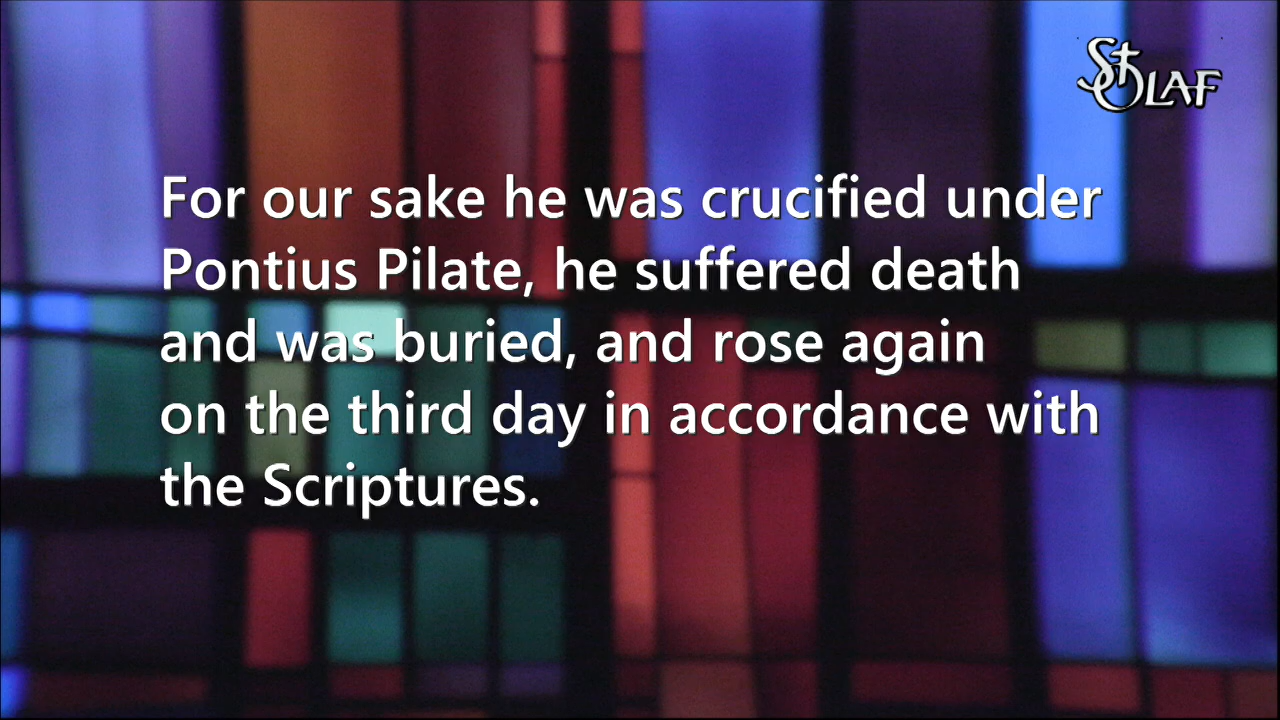 St OLAF
For our sake he was crucified under
Pontius Pilate, he suffered death
and was buried, and rose again
on the third day in accordance with
the Scriptures.